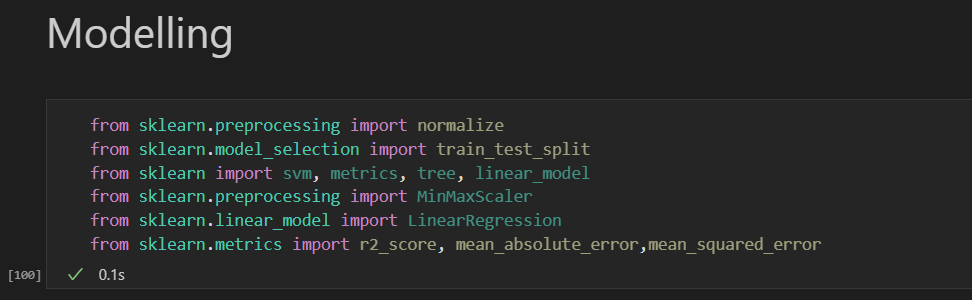 Modelling
from sklearn.preprocessing import normalize
from sklearn.model_selection import train_test_split
from sklearn import svm, metrics, tree, linear_model
from sklearn.preprocessing import MinMaxScaler
from sklearn.linear_model import LinearRegression
from sklearn.metrics import r2_score, mean_absolute_error,mean_squared_error
[100] ✓ 0.1s